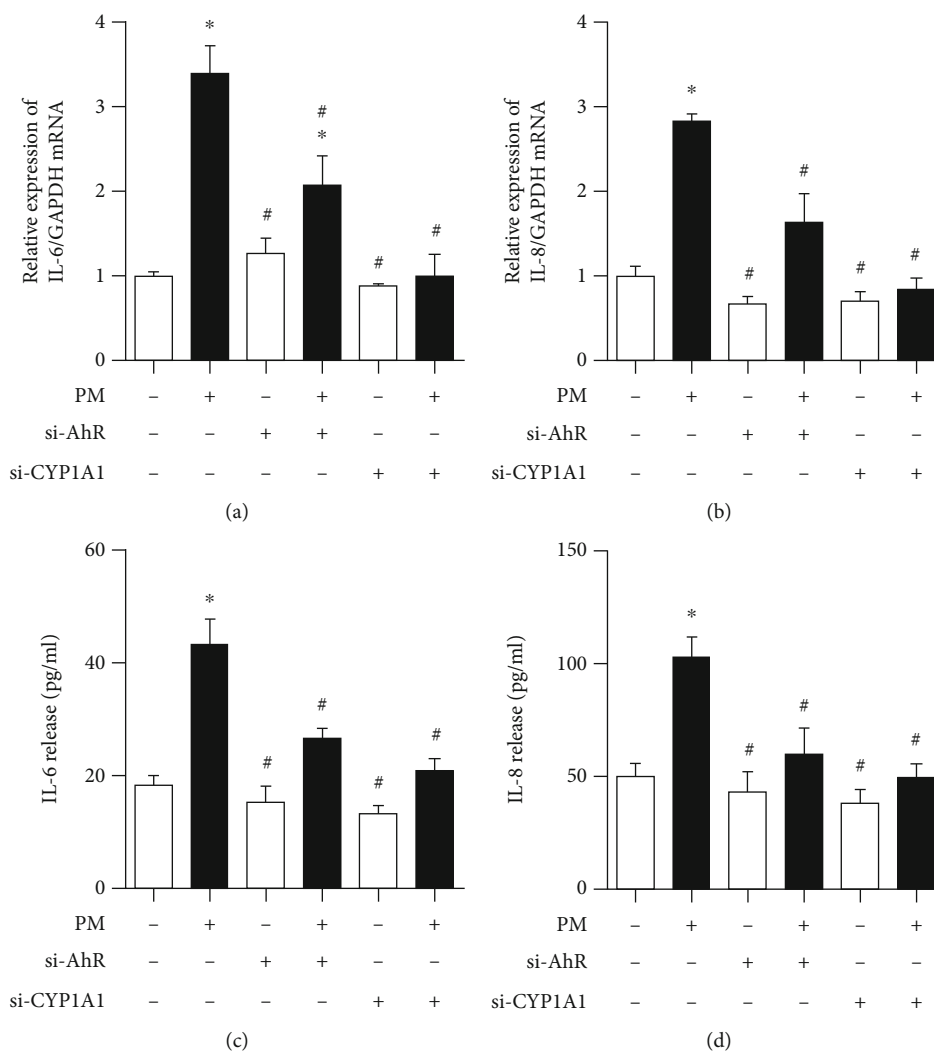 4
3
2
1
0
Relative expression of
IL-6/GAPDH mRNA
*
#
#
*
#
#
PM – + – + – +
si-AhR – – + + – –
si-CYP1A1 – – – – + +
(a)
4
3
2
1
0
Relative expression of
IL-8/GAPDH mRNA
*
#
#
#
#
PM – + – + – +
si-AhR – – + + – –
si-CYP1A1 – – – – + +
(b)
60
40
20
0
IL-6 release (pg/ml)
*
#
#
#
#
PM – + – + – +
si-AhR – – + + – –
si-CYP1A1 – – – – + +
(c)
150
100
50
0
IL-8 release (pg/ml)
*
#
#
#
#
PM – + – + – +
si-AhR – – + + – –
si-CYP1A1 – – – – + +
(d)